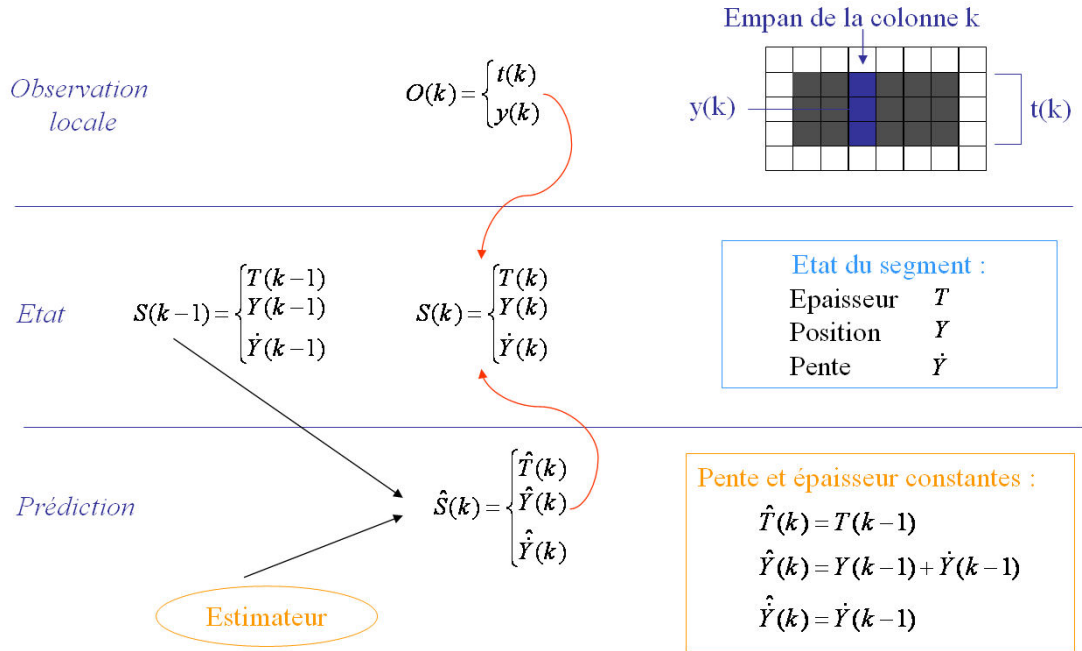 Empan de la colonne k
Observation
locale
O(k) = { t(k)
y(k)
y(k)
t(k)
Etat
S(k−1) = { T(k−1)
Y(k−1)
Ẏ(k−1)
S(k) = { T(k)
Y(k)
Ẏ(k)
Etat du segment :
Epaisseur T
Position Y
Pente Ẏ
Prédiction
Ŝ(k) = { T̂(k)
Ŷ(k)
Ẏ̂(k)
Estimateur
Pente et épaisseur constantes :
T̂(k) = T(k−1)
Ŷ(k) = Y(k−1) + Ẏ(k−1)
Ẏ̂(k) = Ẏ(k−1)